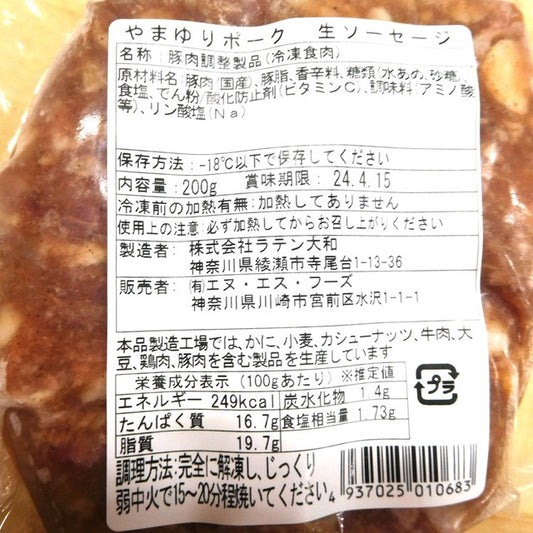 やまゆりポーク 生ソーセージ
名称:豚肉調整製品(冷凍食肉)
原材料名:豚肉(国産)、豚脂、香辛料、糖類(水あめ、砂糖)、
食塩、でん粉/酸化防止剤(ビタミンC)、調味料(アミノ酸
等)、リン酸塩(Na)
保存方法:-18℃以下で保存してください
内容量:200g 賞味期限: 24.4.15
冷凍前の加熱有無:加熱してありません
使用上の注意:必ず加熱してからお召し上がりください
製造者: 株式会社ラテン大和
神奈川県綾瀬市寺尾台1-13-36
販売者: ㈲エヌ・エス・フーズ
神奈川県川崎市宮前区水沢1-1-1
本品製造工場では、かに、小麦、カシューナッツ、牛肉、大
豆、鶏肉、豚肉を含む製品を生産しています
栄養成分表示(100gあたり)※推定値
エネルギー 249kcal 炭水化物 1.4g
たんぱく質 16.7g 食塩相当量 1.73g
脂質 19.7g
プラ
調理方法:完全に解凍し、じっくり
弱中火で15~20分程焼いてください。
4 937025 010683